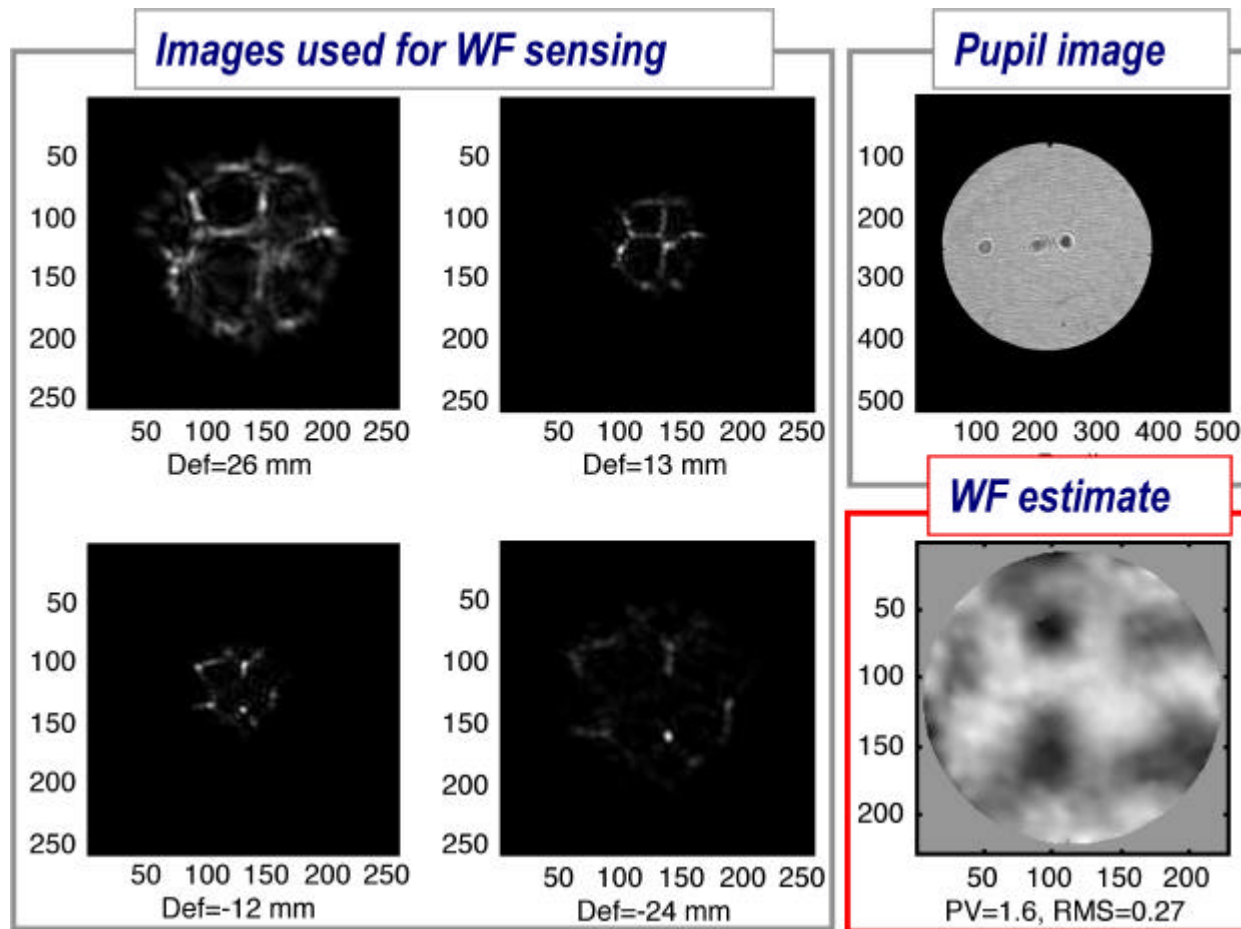 Images used for WF sensing
Pupil image
50
100
150
200
250
50 100 150 200 250
Def=26 mm
50
100
150
200
250
50 100 150 200 250
Def=13 mm
100
200
300
400
500
100 200 300 400 500
50
100
150
200
250
50 100 150 200 250
Def=-12 mm
50
100
150
200
250
50 100 150 200 250
Def=-24 mm
WF estimate
50
100
150
200
50 100 150 200
PV=1.6, RMS=0.27